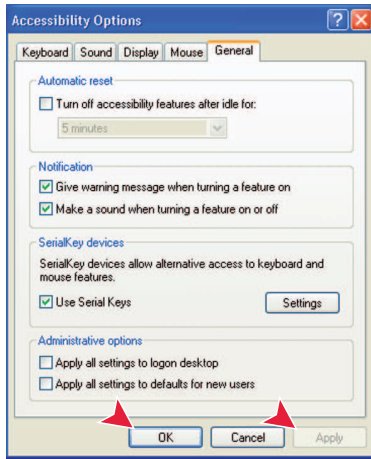 Accessibility Options
Keyboard Sound Display Mouse General
Automatic reset
Turn off accessibility features after idle for:
5 minutes
Notification
Give warning message when turning a feature on
Make a sound when turning a feature on or off
SerialKey devices
SerialKey devices allow alternative access to keyboard and
mouse features.
Use Serial Keys Settings
Administrative options
Apply all settings to logon desktop
Apply all settings to defaults for new users
OK Cancel Apply